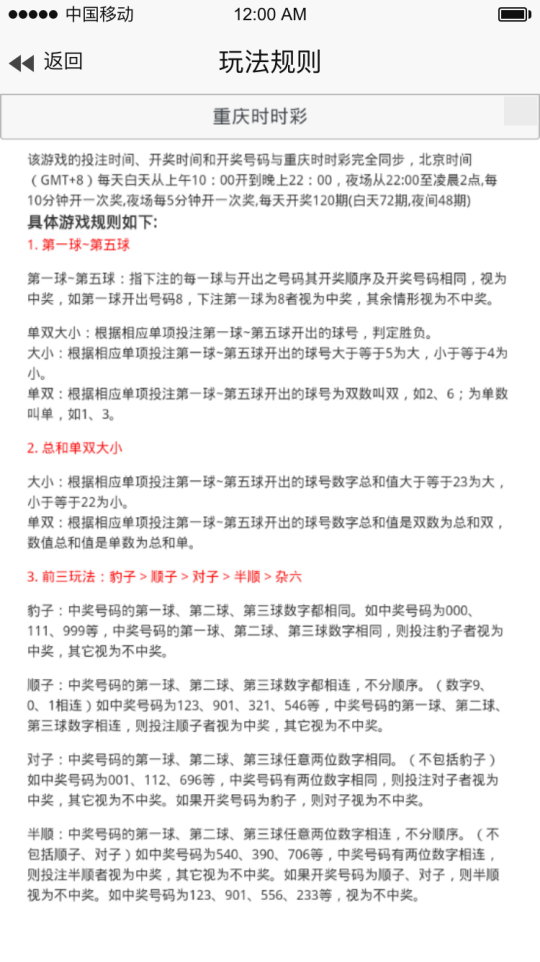 中国移动 12:00 AM
返回 玩法规则
重庆时时彩
该游戏的投注时间、开奖时间和开奖号码与重庆时时彩完全同步，北京时间
（GMT+8）每天白天从上午10：00开到晚上22：00，夜场从22:00至凌晨2点,每
10分钟开一次奖,夜场每5分钟开一次奖,每天开奖120期(白天72期,夜间48期)
具体游戏规则如下:
1. 第一球~第五球
第一球~第五球：指下注的每一球与开出之号码其开奖顺序及开奖号码相同，视为
中奖，如第一球开出号码8，下注第一球为8者视为中奖，其余情形视为不中奖。
单双大小：根据相应单项投注第一球~第五球开出的球号，判定胜负。
大小：根据相应单项投注第一球~第五球开出的球号大于等于5为大，小于等于4为
小。
单双：根据相应单项投注第一球~第五球开出的球号为双数叫双，如2、6；为单数
叫单，如1、3。
2. 总和单双大小
大小：根据相应单项投注第一球~第五球开出的球号数字总和值大于等于23为大，
小于等于22为小。
单双：根据相应单项投注第一球~第五球开出的球号数字总和值是双数为总和双，
数值总和值是单数为总和单。
3. 前三玩法：豹子 > 顺子 > 对子 > 半顺 > 杂六
豹子：中奖号码的第一球、第二球、第三球数字都相同。如中奖号码为000、
111、999等，中奖号码的第一球、第二球、第三球数字相同，则投注豹子者视为
中奖，其它视为不中奖。
顺子：中奖号码的第一球、第二球、第三球数字都相连，不分顺序。（数字9、
0、1相连）如中奖号码为123、901、321、546等，中奖号码的第一球、第二球、
第三球数字相连，则投注顺子者视为中奖，其它视为不中奖。
对子：中奖号码的第一球、第二球、第三球任意两位数字相同。（不包括豹子）
如中奖号码为001、112、696等，中奖号码有两位数字相同，则投注对子者视为
中奖，其它视为不中奖。如果开奖号码为豹子，则对子视为不中奖。
半顺：中奖号码的第一球、第二球、第三球任意两位数字相连，不分顺序。（不
包括顺子、对子）如中奖号码为540、390、706等，中奖号码有两位数字相连，
则投注半顺者视为中奖，其它视为不中奖。如果开奖号码为顺子、对子，则半顺
视为不中奖。如中奖号码为123、901、556、233等，视为不中奖。